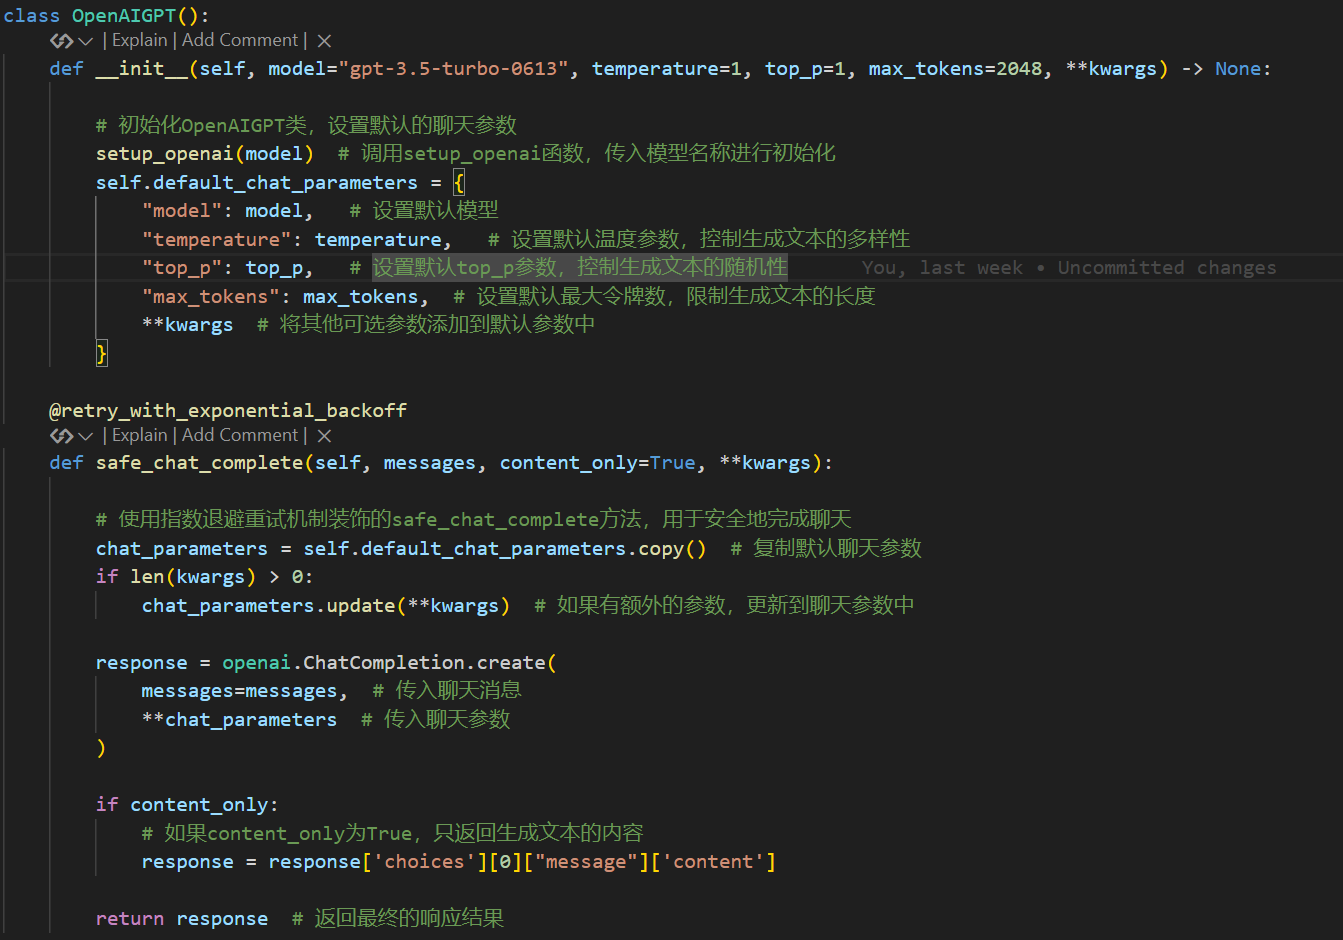 class OpenAIGPT():
| Explain | Add Comment | ×
def __init__(self, model="gpt-3.5-turbo-0613", temperature=1, top_p=1, max_tokens=2048, **kwargs) -> None:
# 初始化OpenAIGPT类，设置默认的聊天参数
setup_openai(model)  # 调用setup_openai函数，传入模型名称进行初始化
self.default_chat_parameters = {
"model": model,   # 设置默认模型
"temperature": temperature,   # 设置默认温度参数，控制生成文本的多样性
"top_p": top_p,   # 设置默认top_p参数，控制生成文本的随机性 You, last week • Uncommitted changes
"max_tokens": max_tokens,  # 设置默认最大令牌数，限制生成文本的长度
**kwargs  # 将其他可选参数添加到默认参数中
}
@retry_with_exponential_backoff
| Explain | Add Comment | ×
def safe_chat_complete(self, messages, content_only=True, **kwargs):
# 使用指数退避重试机制装饰的safe_chat_complete方法，用于安全地完成聊天
chat_parameters = self.default_chat_parameters.copy()  # 复制默认聊天参数
if len(kwargs) > 0:
chat_parameters.update(**kwargs)  # 如果有额外的参数，更新到聊天参数中
response = openai.ChatCompletion.create(
messages=messages,  # 传入聊天消息
**chat_parameters  # 传入聊天参数
)
if content_only:
# 如果content_only为True，只返回生成文本的内容
response = response['choices'][0]["message"]['content']
return response  # 返回最终的响应结果